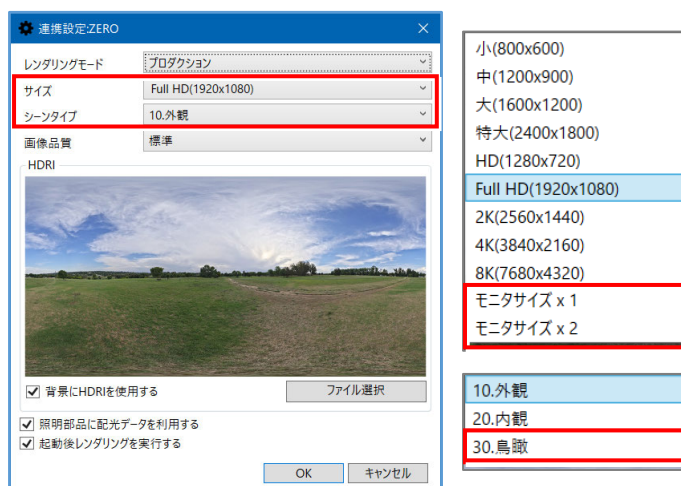 連携設定:ZERO
レンダリングモード
プロダクション
サイズ
Full HD(1920x1080)
シーンタイプ
10.外観
画像品質
標準
HDRI
背景にHDRIを使用する
ファイル選択
照明部品に配光データを利用する
起動後レンダリングを実行する
OK
キャンセル
小(800x600)
中(1200x900)
大(1600x1200)
特大(2400x1800)
HD(1280x720)
Full HD(1920x1080)
2K(2560x1440)
4K(3840x2160)
8K(7680x4320)
モニタサイズ x 1
モニタサイズ x 2
10.外観
20.内観
30.鳥瞰